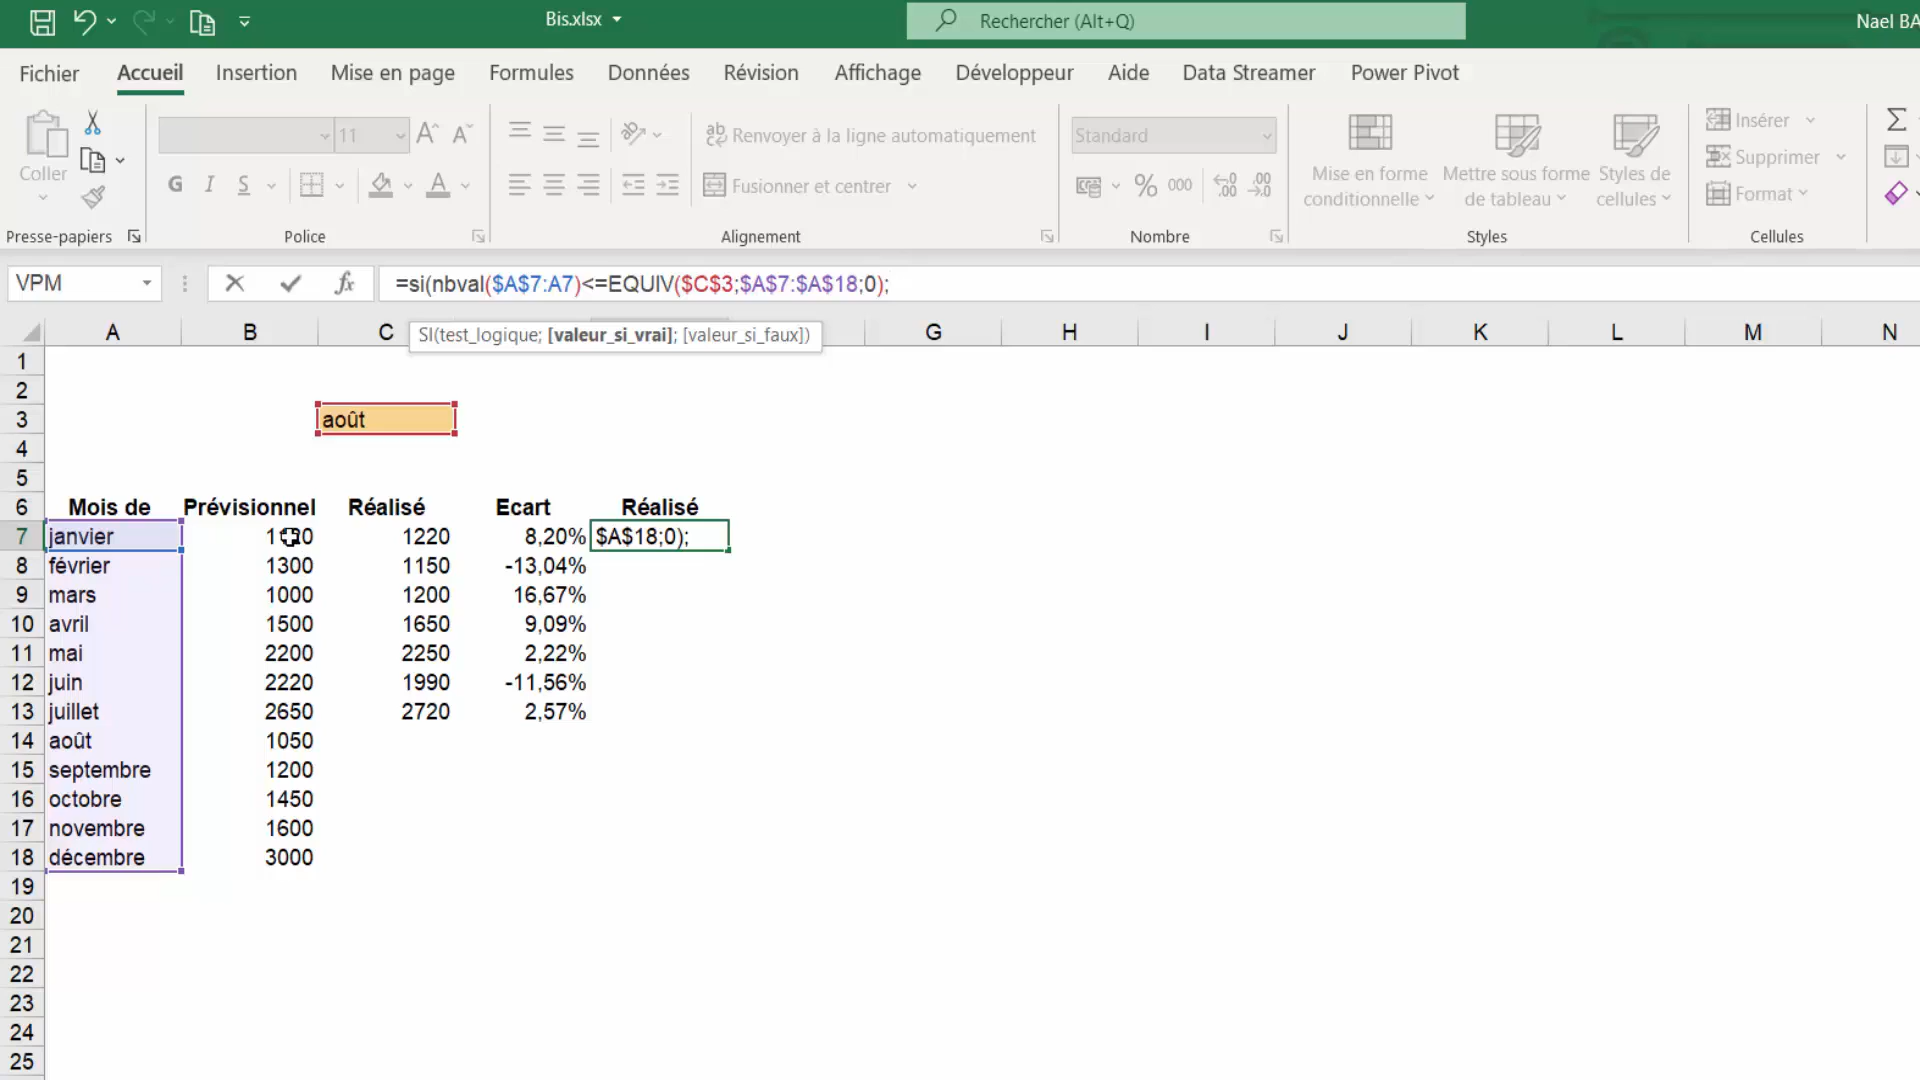 Bis.xlsx
Rechercher (Alt+Q)
Nael BA
Fichier Accueil Insertion Mise en page Formules Données Révision Affichage Développeur Aide Data Streamer Power Pivot
Coller
11
Renvoyer à la ligne automatiquement
Standard
G I S
Fusionner et centrer
% 000
Mise en forme conditionnelle
Mettre sous forme de tableau
Styles de cellules
Insérer
Supprimer
Format
Presse-papiers Police Alignement Nombre Styles Cellules
VPM
=si(nbval($A$7:A7)<=EQUIV($C$3;$A$7:$A$18;0);
SI(test_logique; [valeur_si_vrai]; [valeur_si_faux])
A B C G H I J K L M N
1
2
3 août
4
5
6 Mois de Prévisionnel Réalisé Ecart Réalisé
7 janvier 1220 8,20% $A$18;0);
8 février 1300 1150 -13,04%
9 mars 1000 1200 16,67%
10 avril 1500 1650 9,09%
11 mai 2200 2250 2,22%
12 juin 2220 1990 -11,56%
13 juillet 2650 2720 2,57%
14 août 1050
15 septembre 1200
16 octobre 1450
17 novembre 1600
18 décembre 3000
19
20
21
22
23
24
25